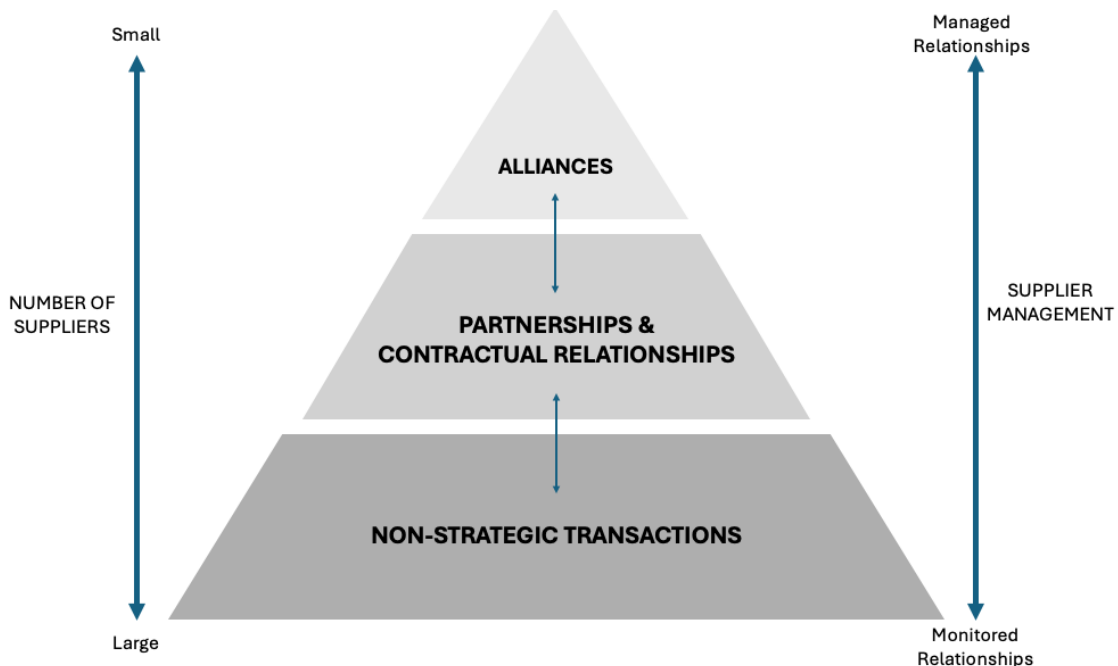 Small
Managed
Relationships
ALLIANCES
NUMBER OF
SUPPLIERS
PARTNERSHIPS &
CONTRACTUAL RELATIONSHIPS
SUPPLIER
MANAGEMENT
NON-STRATEGIC TRANSACTIONS
Large
Monitored
Relationships